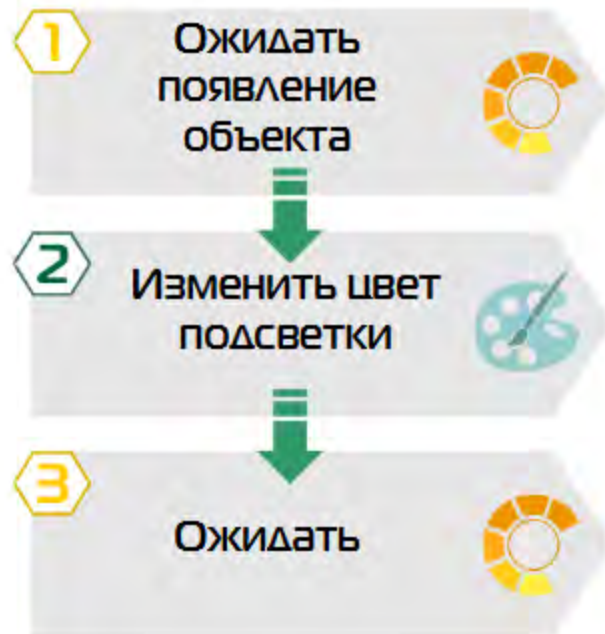 1
Ожидать
появление
объекта
2
Изменить цвет
подсветки
3
Ожидать